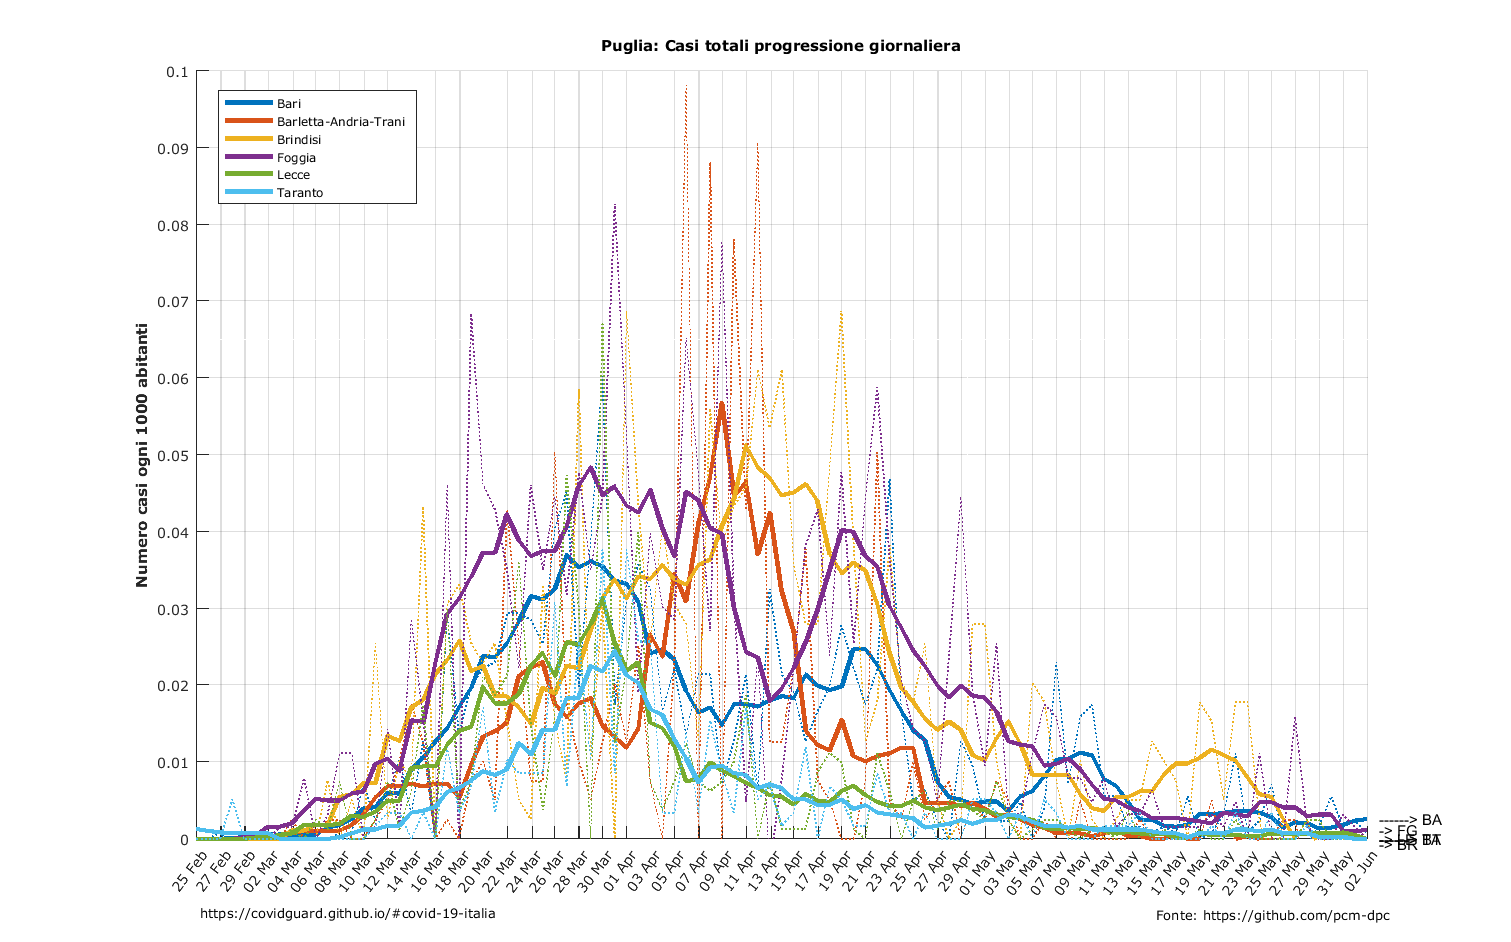 Puglia: Casi totali progressione giornaliera
Numero casi ogni 1000 abitanti
0.1
0.09
0.08
0.07
0.06
0.05
0.04
0.03
0.02
0.01
0
Bari
Barletta-Andria-Trani
Brindisi
Foggia
Lecce
Taranto
------> BA
-> FG
-> BR
25 Feb
27 Feb
29 Feb
02 Mar
04 Mar
06 Mar
08 Mar
10 Mar
12 Mar
14 Mar
16 Mar
18 Mar
20 Mar
22 Mar
24 Mar
26 Mar
28 Mar
30 Mar
01 Apr
03 Apr
05 Apr
07 Apr
09 Apr
11 Apr
13 Apr
15 Apr
17 Apr
19 Apr
21 Apr
23 Apr
25 Apr
27 Apr
29 Apr
01 May
03 May
05 May
07 May
09 May
11 May
13 May
15 May
17 May
19 May
21 May
23 May
25 May
27 May
29 May
31 May
02 Jun
https://covidguard.github.io/#covid-19-italia
Fonte: https://github.com/pcm-dpc